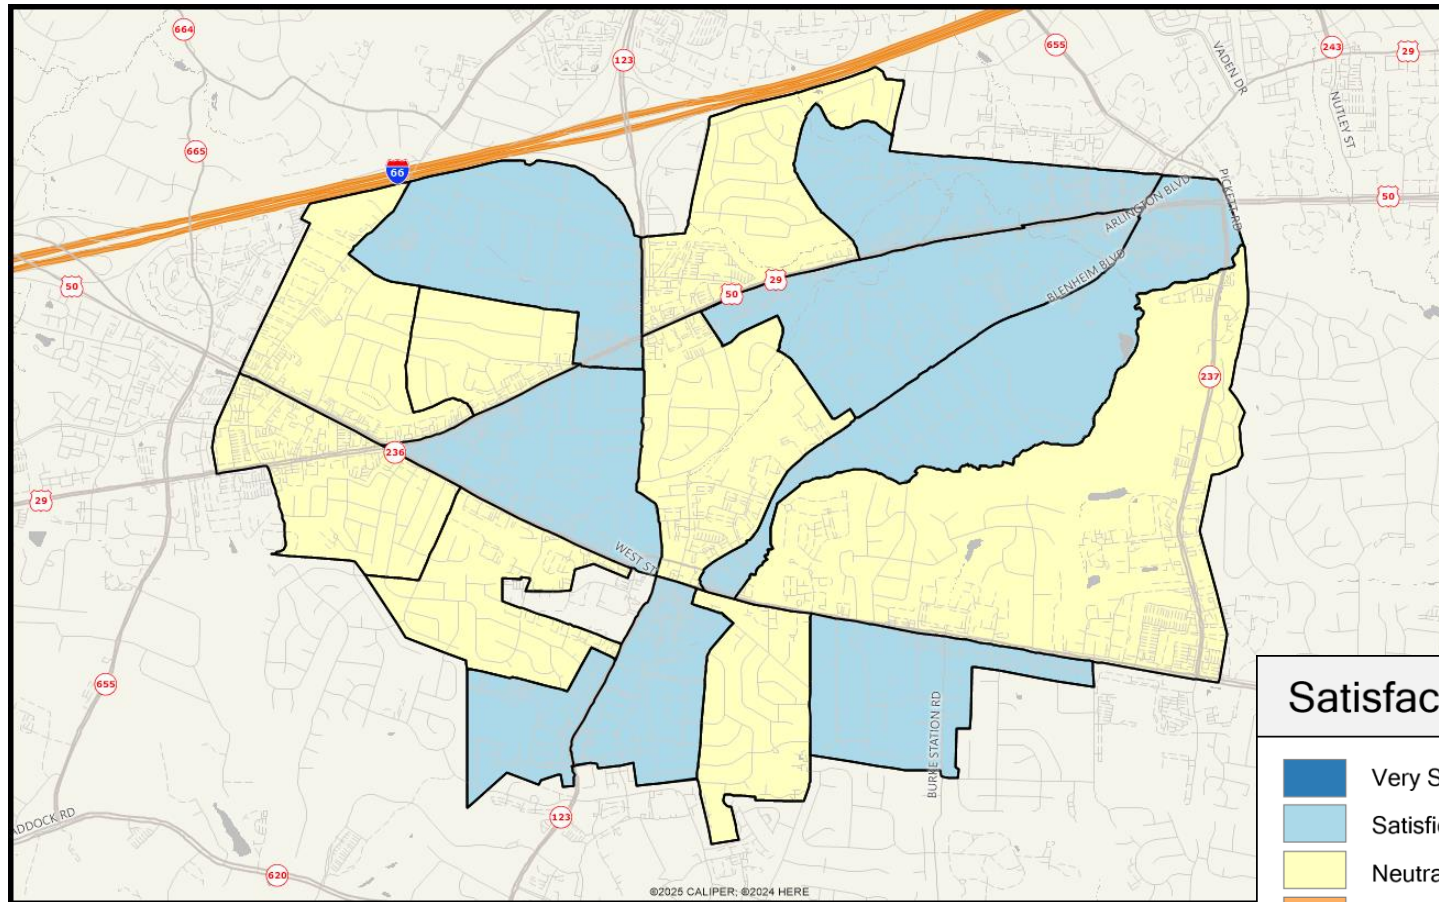 664
123
655
VADEN DR
243
29
NUTLEY ST
665
66
PICKETT RD
50
ARLINGTON BLVD
50
BLENHEIM BLVD
29
50
237
236
29
WEST ST
655
BURKE STATION RD
123
ADDOCK RD
620
©2025 CALIPER; ©2024 HERE
Satisfac
Very S
Satisfie
Neutra